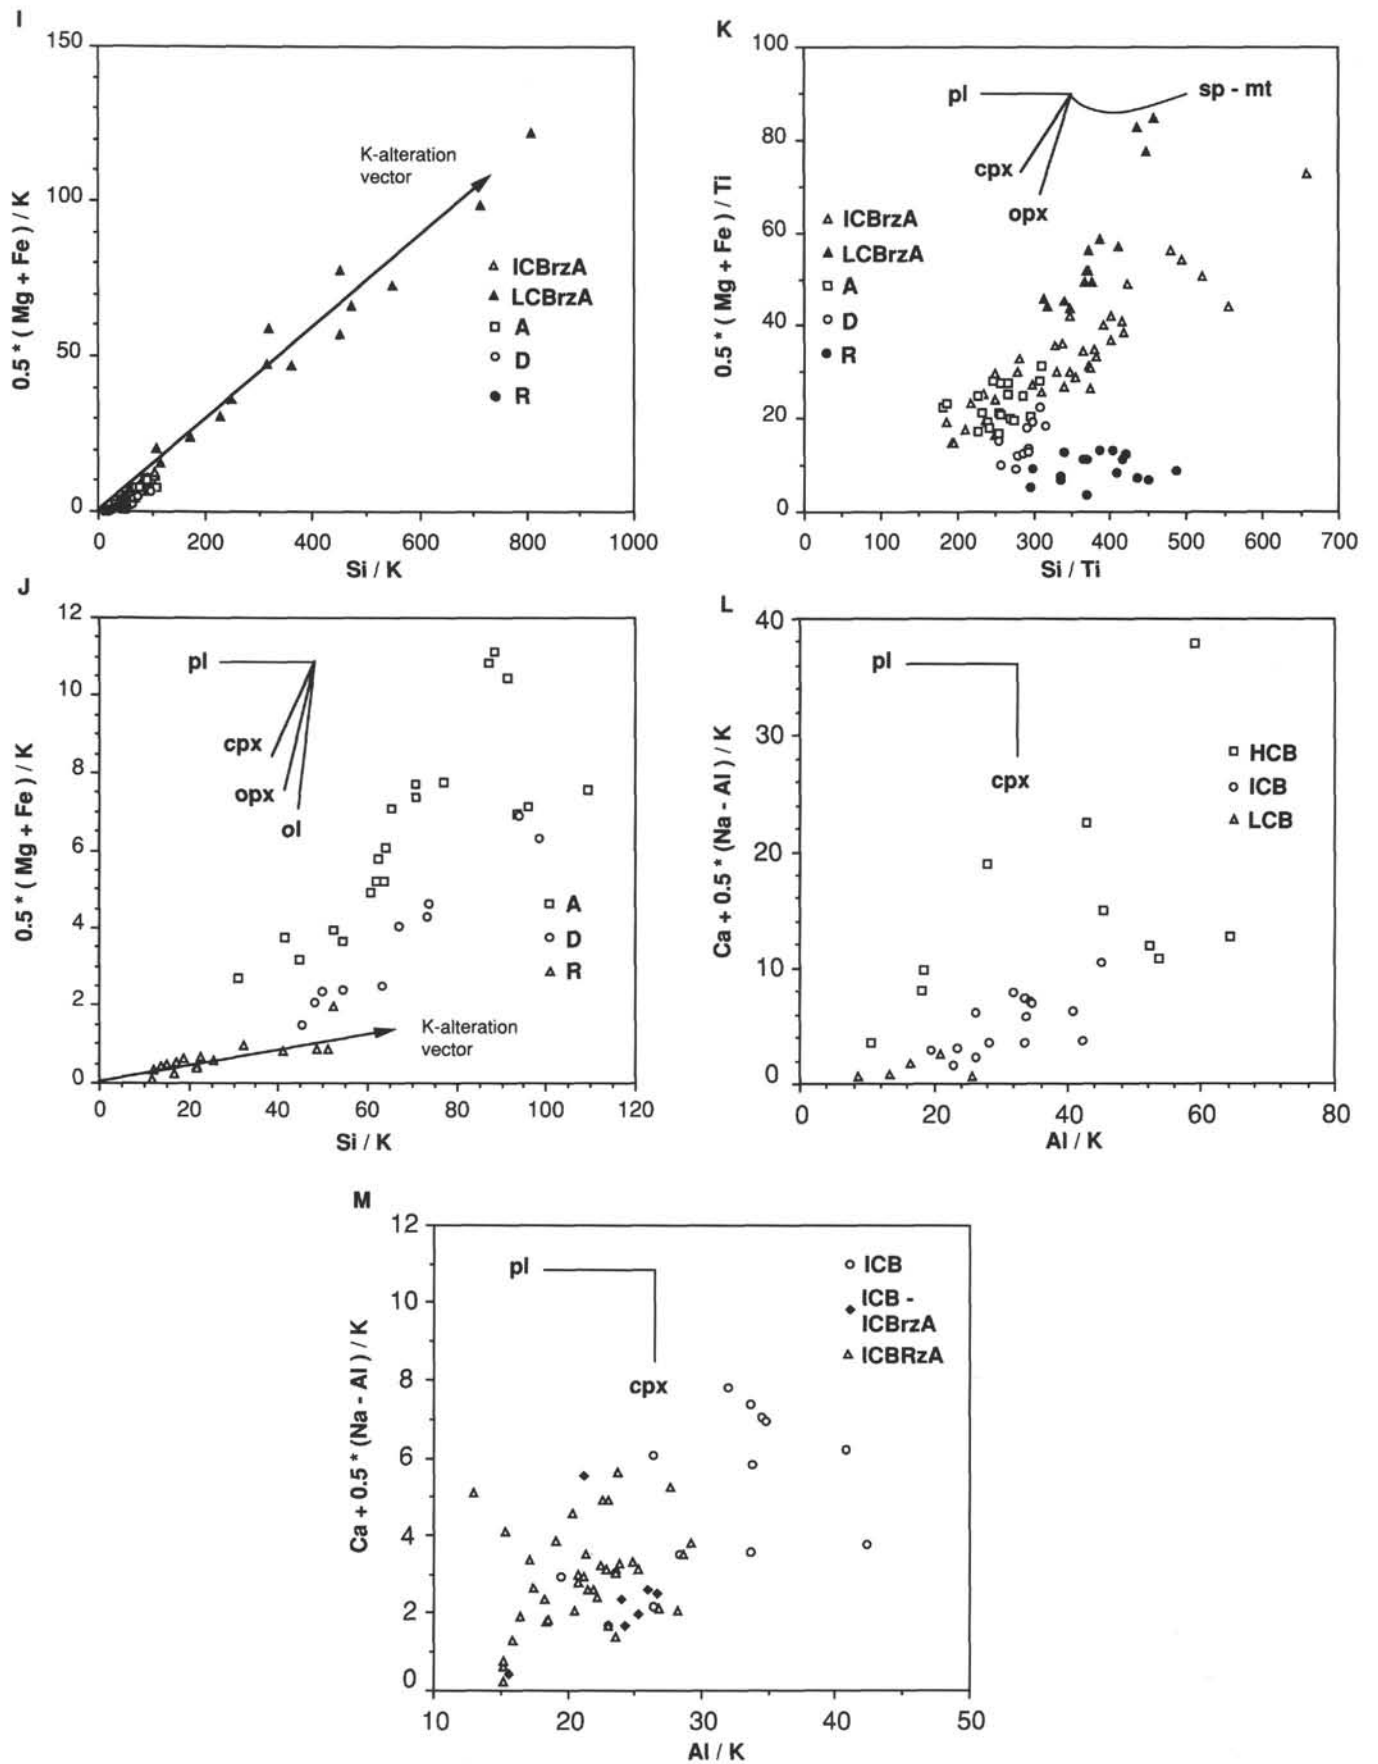 I
150
100
50
0
0.5 * ( Mg + Fe ) / K
K-alteration
vector
ICBrzA
LCBrzA
A
D
R
0 200 400 600 800 1000
Si / K
K
100
80
60
40
20
0
0.5 * ( Mg + Fe ) / Ti
pl
sp - mt
cpx
opx
ICBrzA
LCBrzA
A
D
R
0 100 200 300 400 500 600 700
Si / Ti
J
12
10
8
6
4
2
0
0.5 * ( Mg + Fe ) / K
pl
cpx
opx
ol
A
D
R
K-alteration
vector
0 20 40 60 80 100 120
Si / K
L
40
30
20
10
0
Ca + 0.5 * (Na - Al) / K
pl
cpx
HCB
ICB
LCB
0 20 40 60 80
Al / K
M
12
10
8
6
4
2
0
Ca + 0.5 * (Na - Al) / K
pl
cpx
ICB
ICB -
ICBrzA
ICBRzA
10 20 30 40 50
Al / K